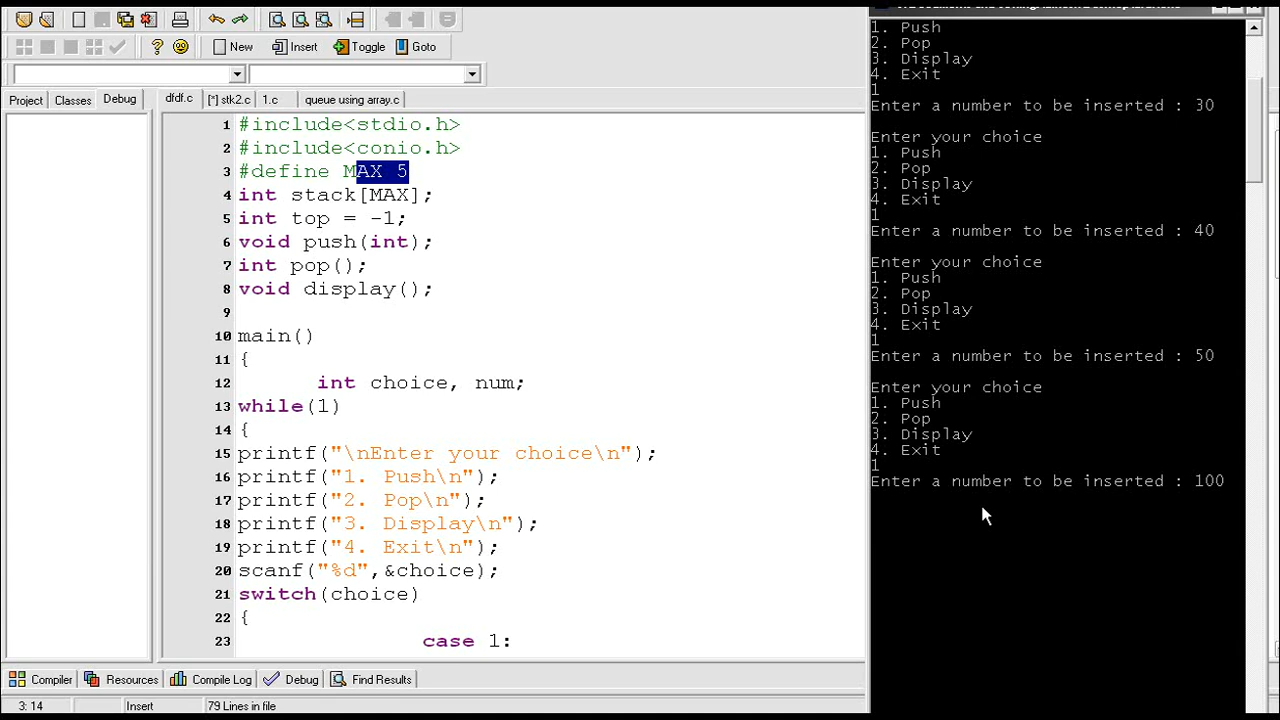 New Insert Toggle Goto
Project Classes Debug
dfdf.c [*] stk2.c 1.c queue using array.c
1 #include<stdio.h>
2 #include<conio.h>
3 #define MAX 5
4 int stack[MAX];
5 int top = -1;
6 void push(int);
7 int pop();
8 void display();
9
10 main()
11 {
12 int choice, num;
13 while(1)
14 {
15 printf("\nEnter your choice\n");
16 printf("1. Push\n");
17 printf("2. Pop\n");
18 printf("3. Display\n");
19 printf("4. Exit\n");
20 scanf("%d",&choice);
21 switch(choice)
22 {
23 case 1:
Compiler Resources Compile Log Debug Find Results
3: 14 Insert 79 Lines in file
1. Push
2. Pop
3. Display
4. Exit
1
Enter a number to be inserted : 30
Enter your choice
1. Push
2. Pop
3. Display
4. Exit
1
Enter a number to be inserted : 40
Enter your choice
1. Push
2. Pop
3. Display
4. Exit
1
Enter a number to be inserted : 50
Enter your choice
1. Push
2. Pop
3. Display
4. Exit
1
Enter a number to be inserted : 100